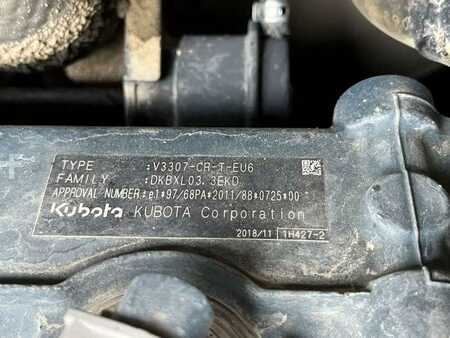 TYPE :V3307-CR-T-EU6
FAMILY :DKBXL03.3EKD
APPROVAL NUMBER:e1*97/68PA*2011/88*0725*00*
Kubota KUBOTA Corporation
2018/11 1H427-2